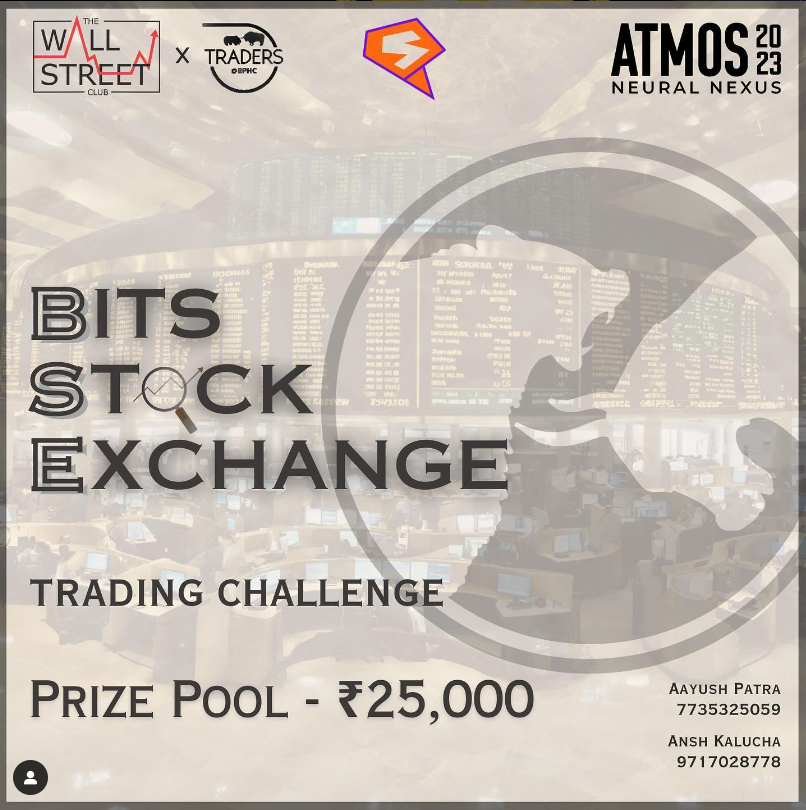 THE
WALL
STREET
CLUB
X
TRADERS
@BPHC
ATMOS 2023
NEURAL NEXUS
BITS
STOCK
EXCHANGE
TRADING CHALLENGE
PRIZE POOL - ₹25,000
AAYUSH PATRA
7735325059
ANSH KALUCHA
9717028778